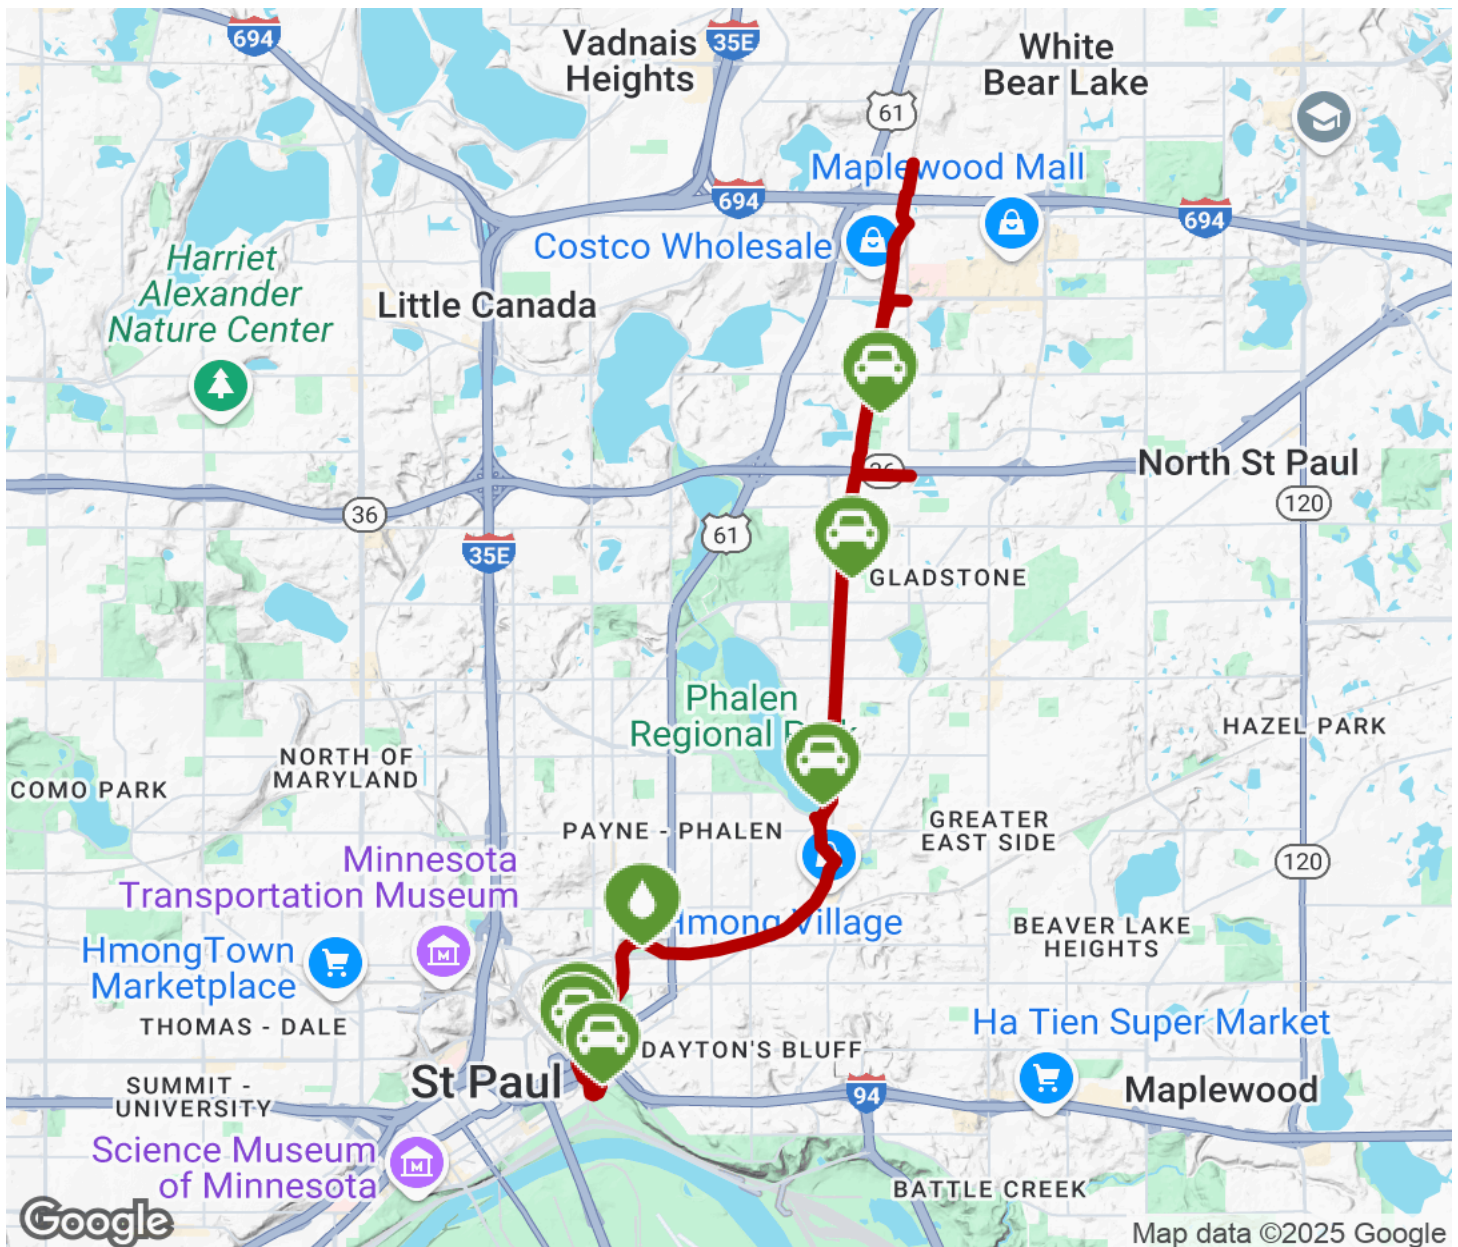 694
Vadnais
Heights
35E
White
Bear Lake
61
Maplewood Mall
694
694
Costco Wholesale
Harriet
Alexander
Nature Center
Little Canada
36
North St Paul
120
36
61
35E
GLADSTONE
Phalen
Regional Park
HAZEL PARK
NORTH OF
MARYLAND
COMO PARK
PAYNE - PHALEN
GREATER
EAST SIDE
120
Minnesota
Transportation Museum
Hmong Village
BEAVER LAKE
HEIGHTS
HmongTown
Marketplace
M
THOMAS - DALE
Ha Tien Super Market
DAYTON'S BLUFF
St Paul
SUMMIT -
UNIVERSITY
94
Maplewood
Science Museum
of Minnesota
M
BATTLE CREEK
Google
Map data ©2025 Google